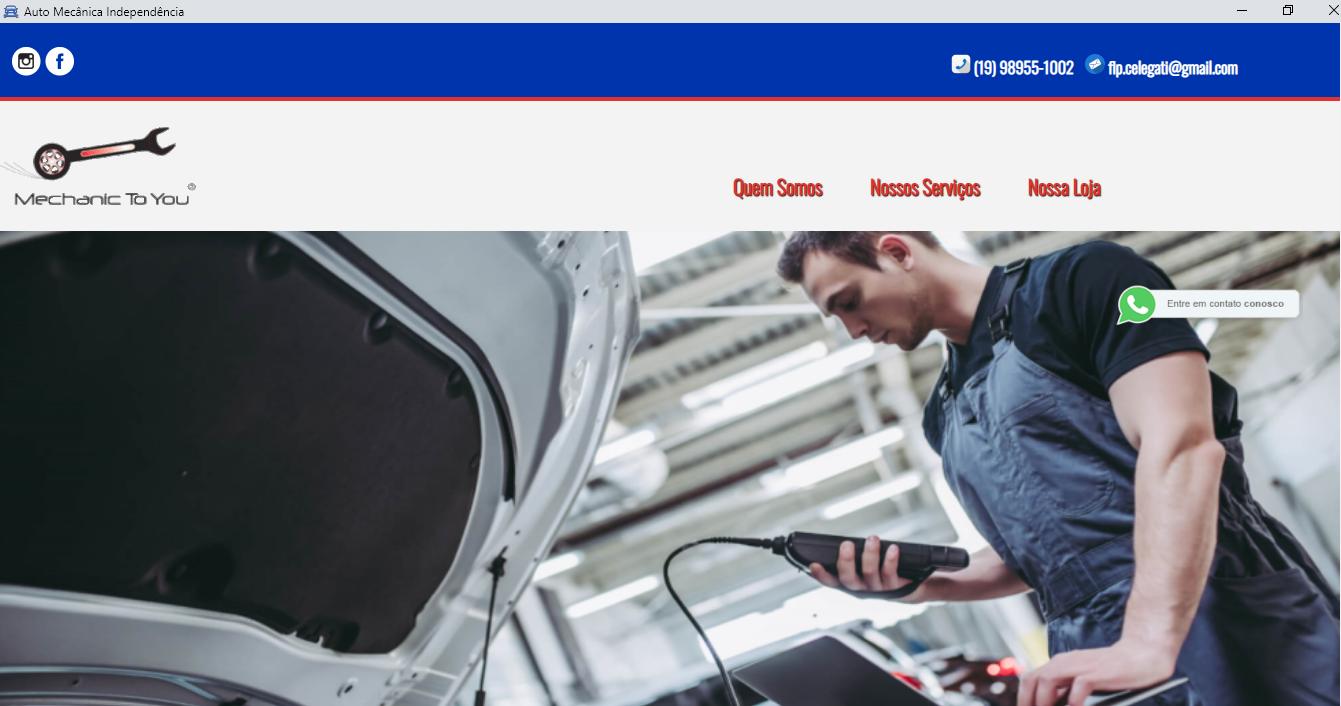 Auto Mecânica Independência
(19) 98955-1002 flp.celegati@gmail.com
Mechanic To You
Quem Somos Nossos Serviços Nossa Loja
Entre em contato conosco